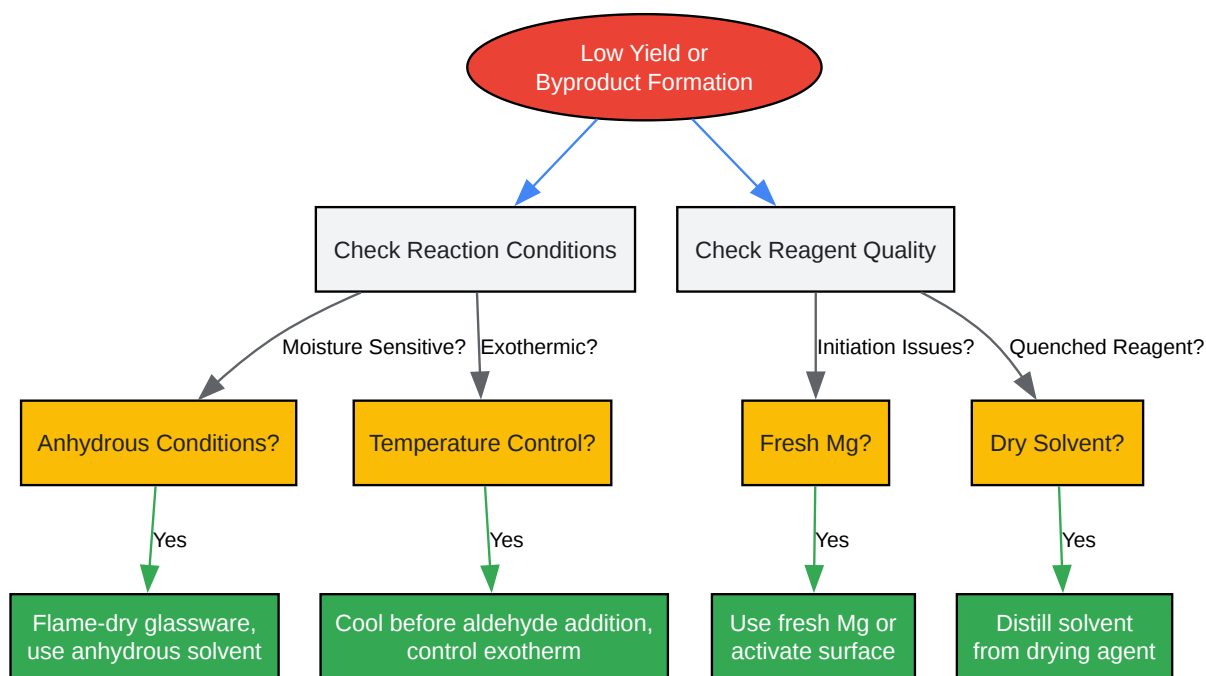 Low Yield or
Byproduct Formation
Check Reaction Conditions
Check Reagent Quality
Moisture Sensitive?
Exothermic?
Initiation Issues?
Quenched Reagent?
Anhydrous Conditions?
Temperature Control?
Fresh Mg?
Dry Solvent?
Yes
Yes
Yes
Yes
Flame-dry glassware,
use anhydrous solvent
Cool before aldehyde addition,
control exotherm
Use fresh Mg or
activate surface
Distill solvent
from drying agent